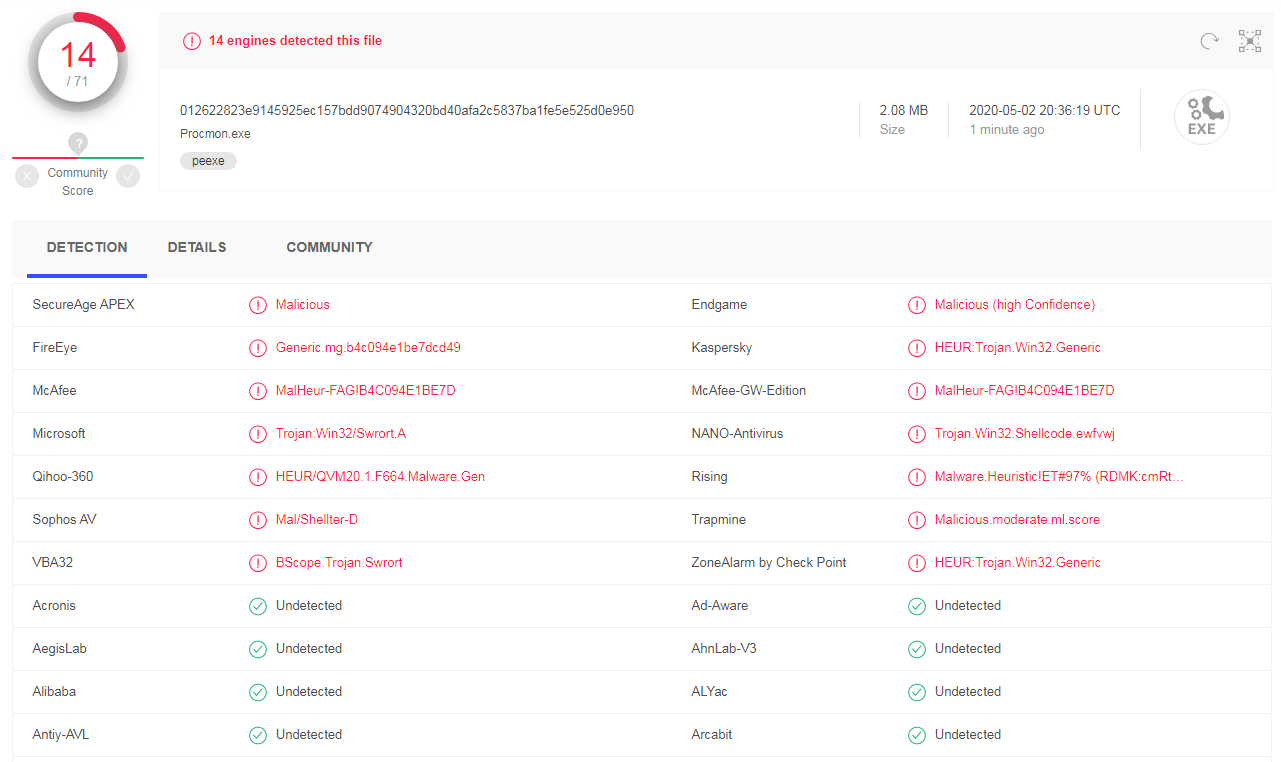 14
/ 71
14 engines detected this file
012622823e9145925ec157bdd9074904320bd40afa2c5837ba1fe5e525d0e950
Procmon.exe
peexe
2.08 MB
Size
2020-05-02 20:36:19 UTC
1 minute ago
EXE
?
Community
Score
DETECTION DETAILS COMMUNITY
SecureAge APEX Malicious Endgame Malicious (high Confidence)
FireEye Generic.mg.b4c094e1be7dcd49 Kaspersky HEUR:Trojan.Win32.Generic
McAfee MalHeur-FAG!B4C094E1BE7D McAfee-GW-Edition MalHeur-FAG!B4C094E1BE7D
Microsoft Trojan:Win32/Swrort.A NANO-Antivirus Trojan.Win32.Shellcode.ewfvwj
Qihoo-360 HEUR/QVM20.1.F664.Malware.Gen Rising Malware.Heuristic!ET#97% (RDMK:cmRt...
Sophos AV Mal/Shellter-D Trapmine Malicious.moderate.ml.score
VBA32 BScope.Trojan.Swrort ZoneAlarm by Check Point HEUR:Trojan.Win32.Generic
Acronis Undetected Ad-Aware Undetected
AegisLab Undetected AhnLab-V3 Undetected
Alibaba Undetected ALYac Undetected
Antiy-AVL Undetected Arcabit Undetected